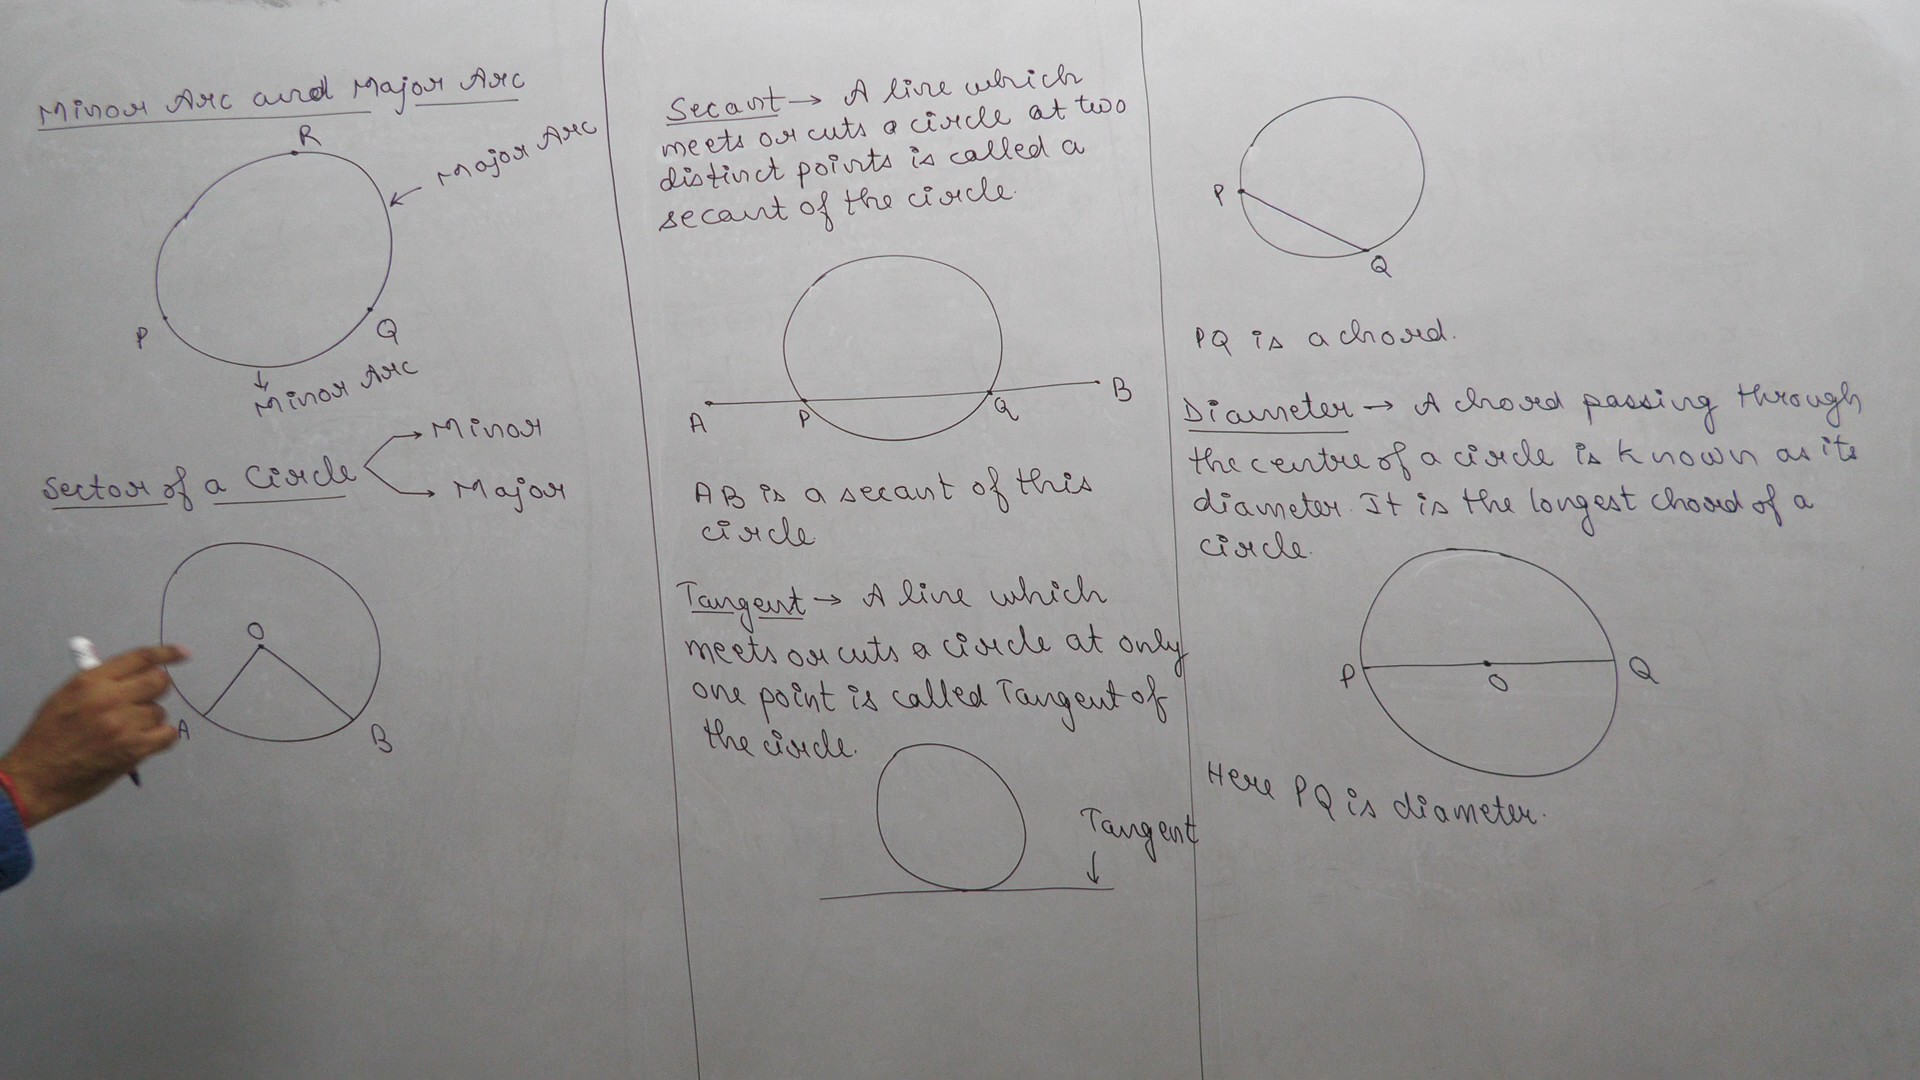 Minor Arc and Major Arc
R
Major Arc
P
Q
Minor Arc
Sector of a Circle
Minor
Major
O
A
B
Secant → A line which
meets or cuts a circle at two
distinct points is called a
secant of the circle.
A
P
Q
B
AB is a secant of this
circle
Tangent → A line which
meets or cuts a circle at only
one point is called Tangent of
the circle.
Tangent
P
Q
PQ is a chord.
Diameter → A chord passing through
the centre of a circle is known as its
diameter. It is the longest chord of a
circle.
P
O
Q
Here PQ is diameter.